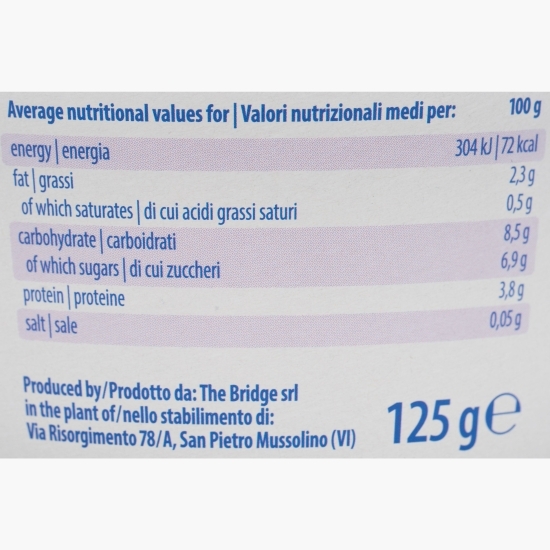 Average nutritional values for | Valori nutrizionali medi per: 100 g
energy | energia 304 kJ | 72 kcal
fat | grassi 2,3 g
of which saturates | di cui acidi grassi saturi 0,5 g
carbohydrate | carboidrati 8,5 g
of which sugars | di cui zuccheri 6,9 g
protein | proteine 3,8 g
salt | sale 0,05 g
Produced by/Prodotto da: The Bridge srl
in the plant of/nello stabilimento di:
Via Risorgimento 78/A, San Pietro Mussolino (VI)
125 g e